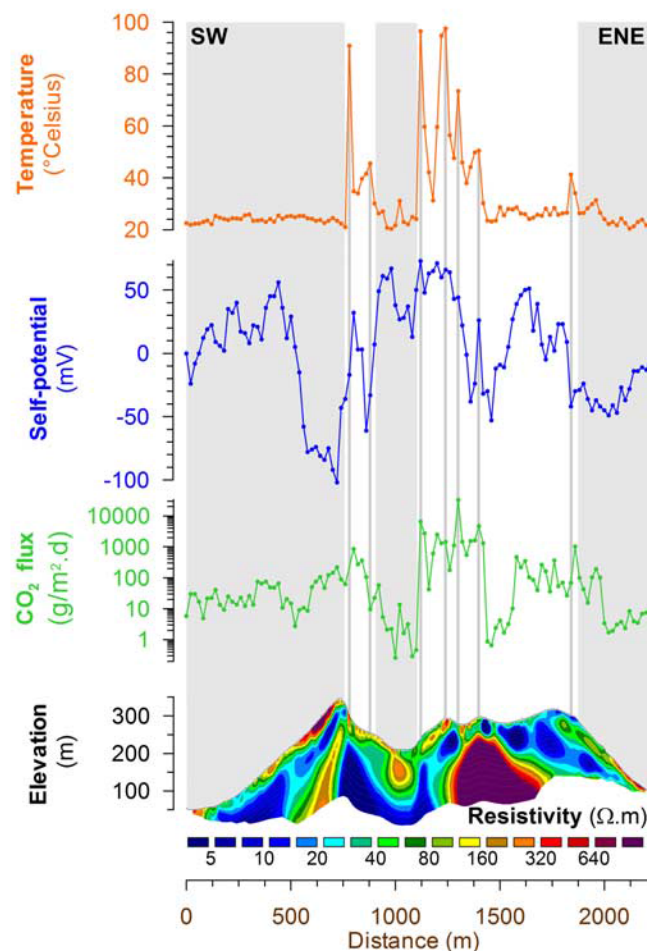 SW ENE
Temperature
(°Celsius)
100
80
60
40
20
Self-potential
(mV)
50
0
-50
-100
CO2 flux
(g/m².d)
10000
1000
100
10
1
Elevation
(m)
300
200
100
Resistivity (Ω.m)
5 10 20 40 80 160 320 640
0 500 1000 1500 2000
Distance (m)